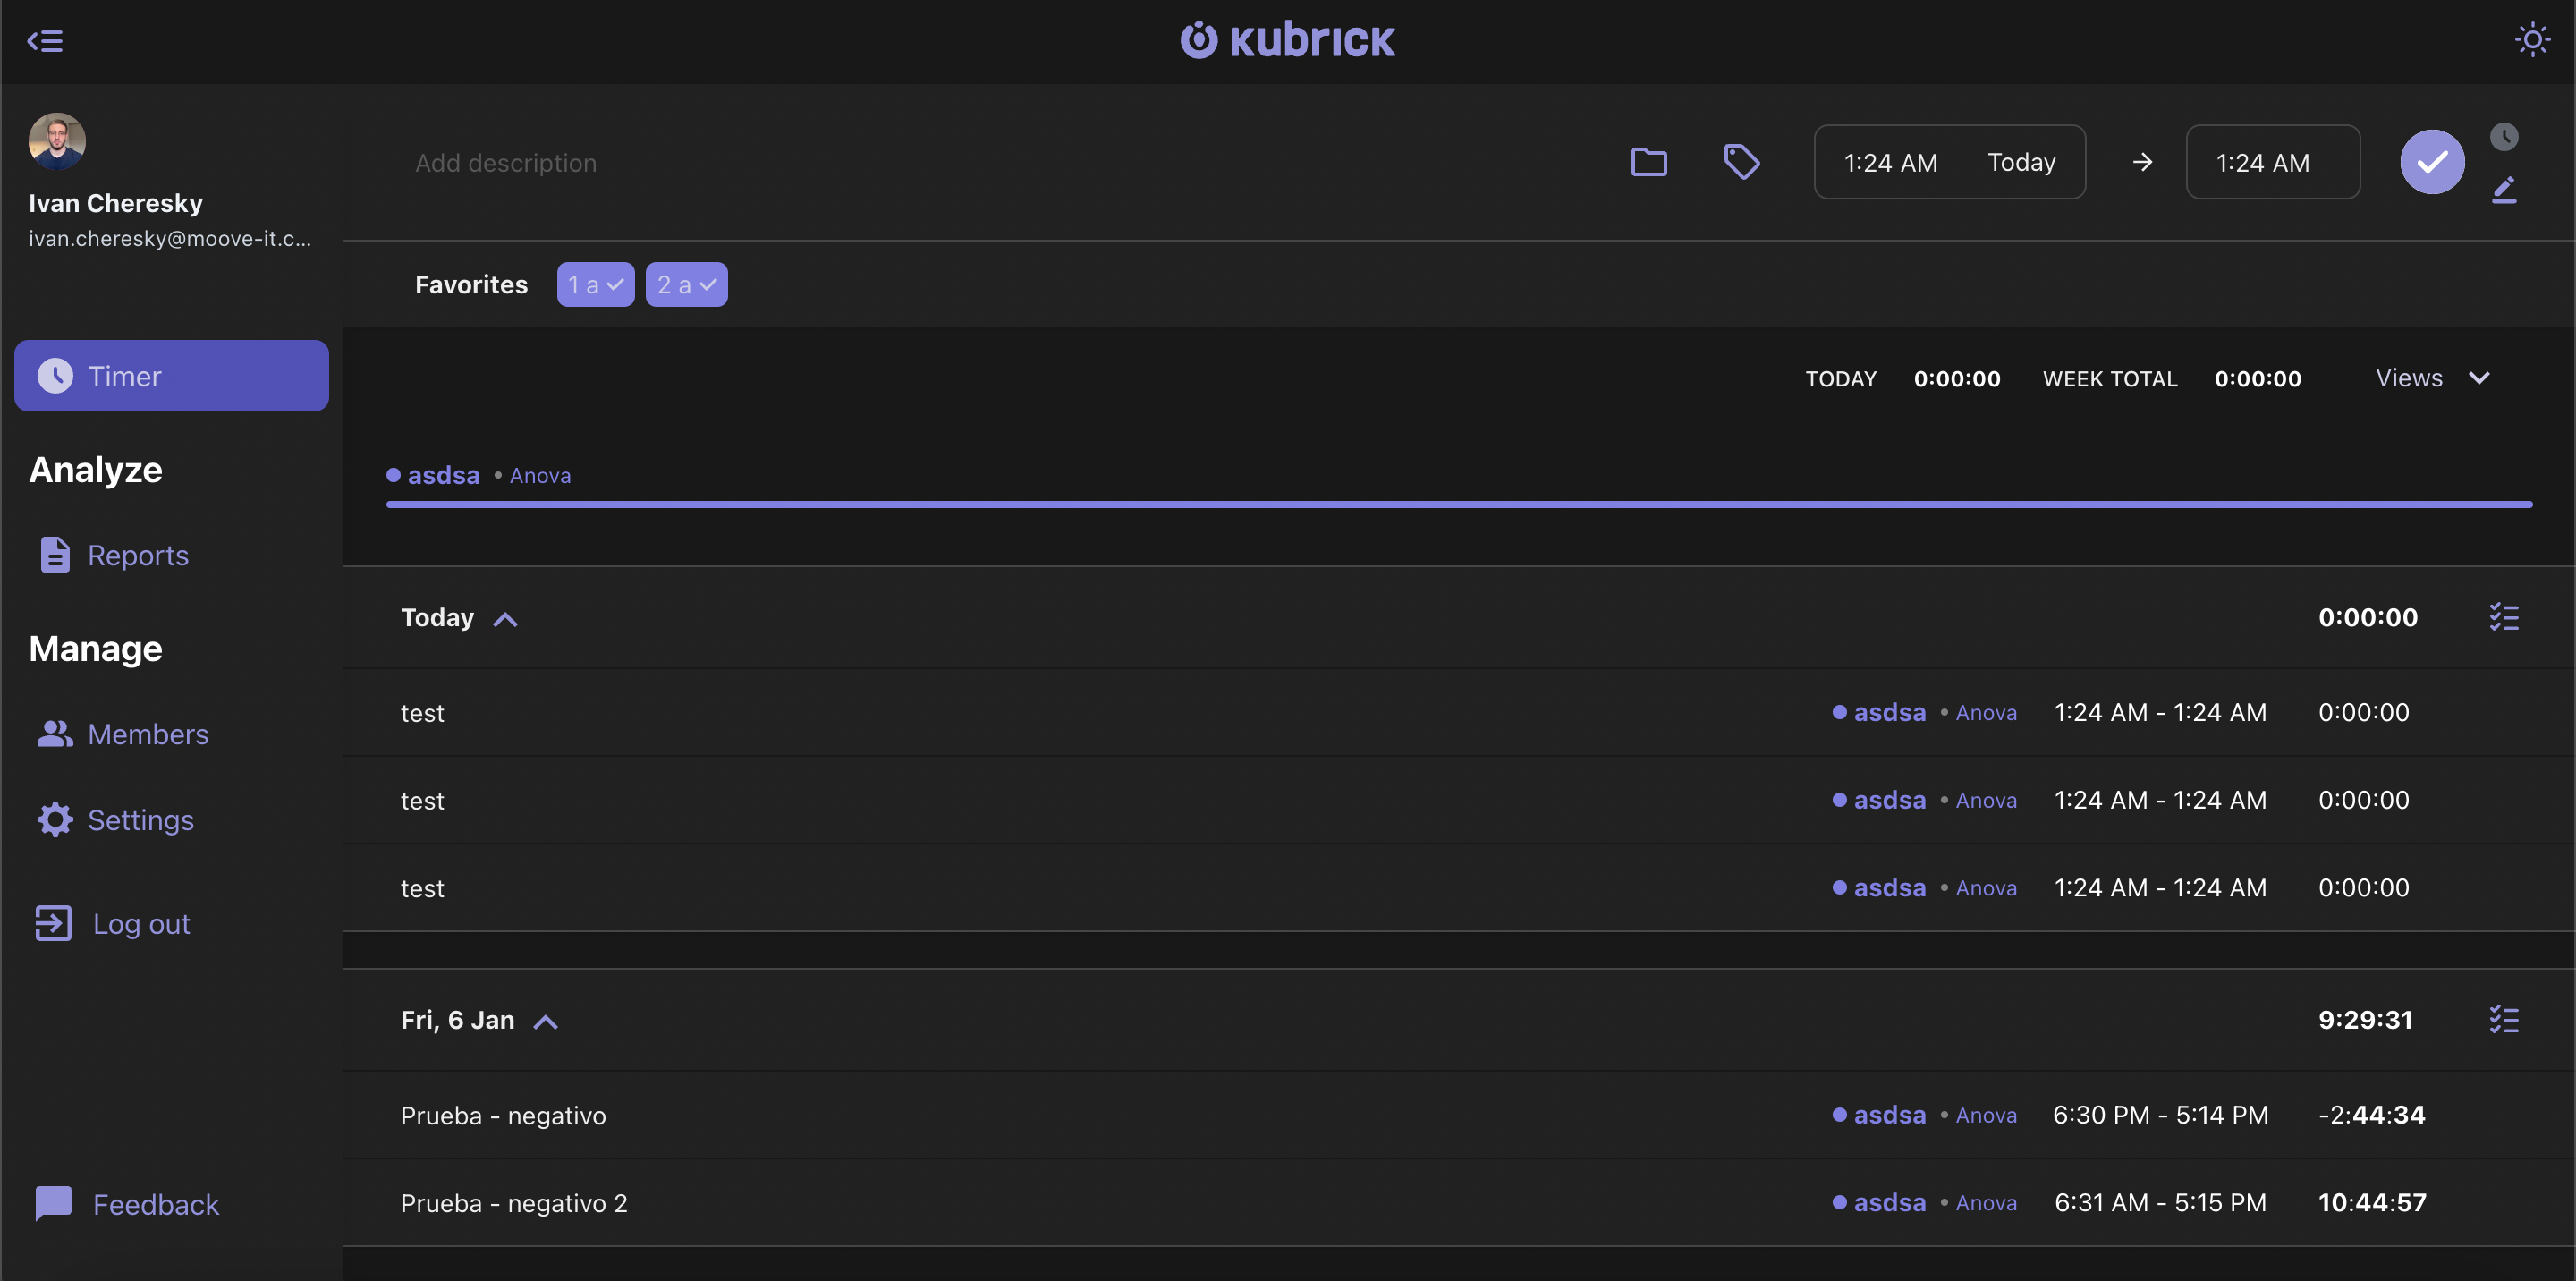 kubrick
Ivan Cheresky
ivan.cheresky@moove-it.c...
Add description
1:24 AM Today → 1:24 AM
Favorites 1 a 2 a
Timer
TODAY 0:00:00 WEEK TOTAL 0:00:00 Views
Analyze
asdsa • Anova
Reports
Today 0:00:00
Manage
test asdsa • Anova 1:24 AM - 1:24 AM 0:00:00
Members
test asdsa • Anova 1:24 AM - 1:24 AM 0:00:00
Settings
test asdsa • Anova 1:24 AM - 1:24 AM 0:00:00
Log out
Fri, 6 Jan 9:29:31
Prueba - negativo asdsa • Anova 6:30 PM - 5:14 PM -2:44:34
Prueba - negativo 2 asdsa • Anova 6:31 AM - 5:15 PM 10:44:57
Feedback